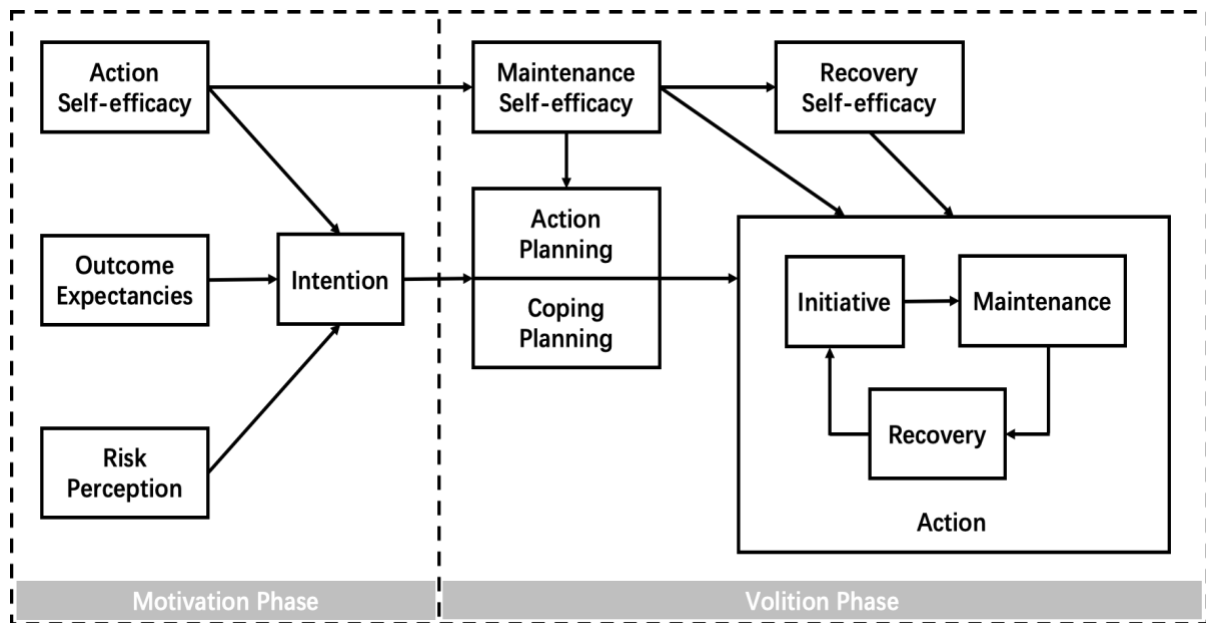 Action
Self-efficacy
Maintenance
Self-efficacy
Recovery
Self-efficacy
Outcome
Expectancies
Intention
Action
Planning
Coping
Planning
Initiative
Maintenance
Recovery
Action
Risk
Perception
Motivation Phase
Volition Phase